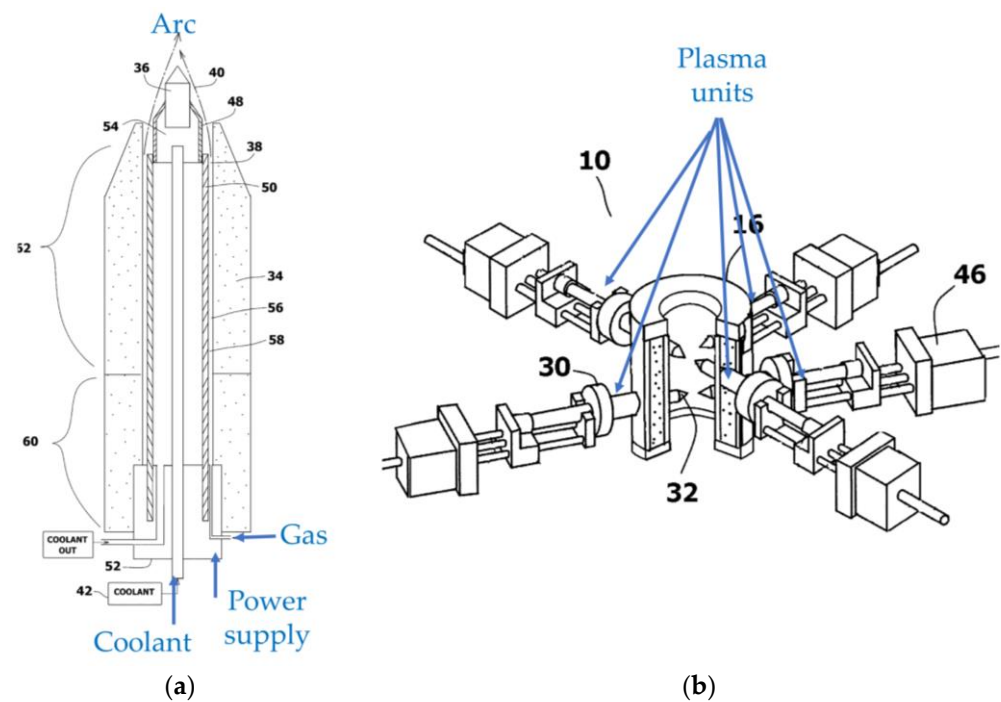 Arc
36
40
48
54
38
50
62
34
56
58
60
COOLANT
OUT
Gas
52
42
COOLANT
Power
supply
Coolant
(a)
Plasma
units
10
16
46
30
32
(b)